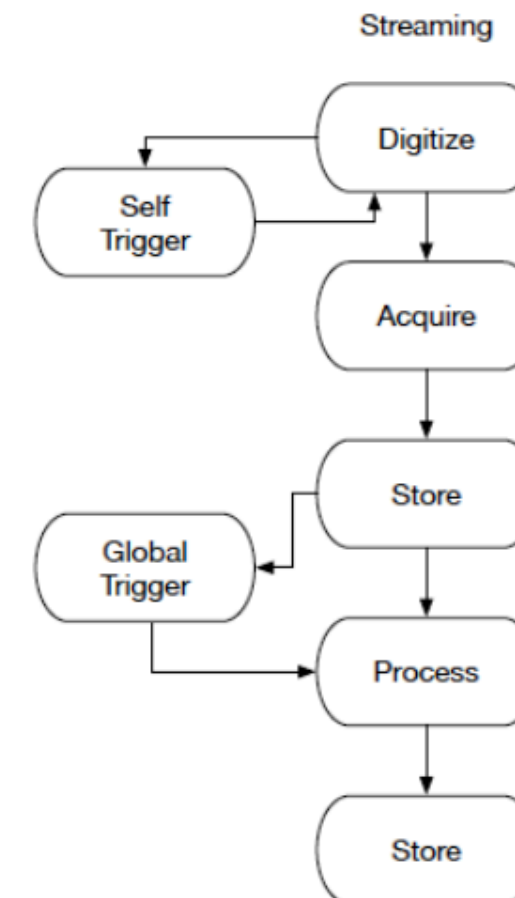 Streaming
Digitize
Self
Trigger
Acquire
Store
Global
Trigger
Process
Store